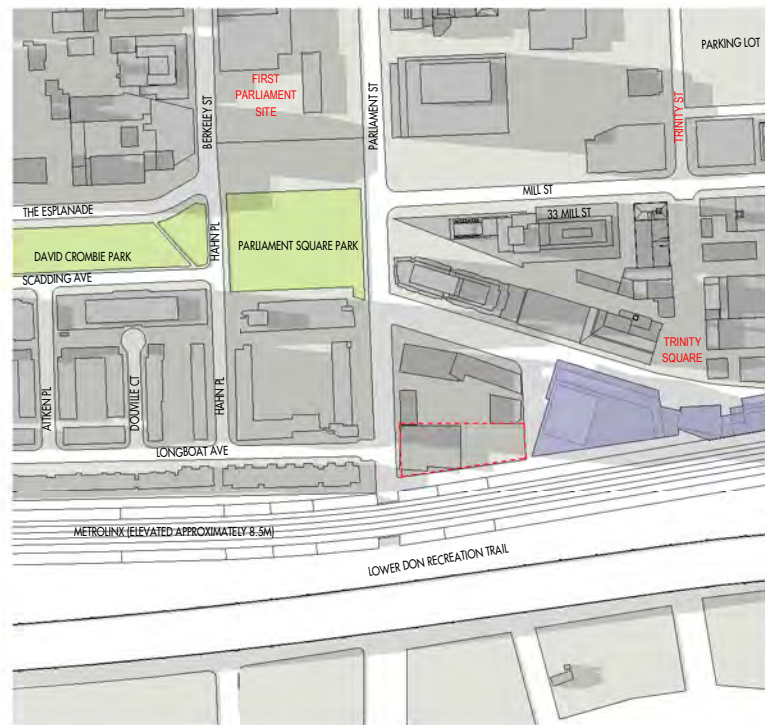 PARKING LOT
FIRST
PARLIAMENT
SITE
BERKELEY ST
PARLIAMENT ST
TRINITY ST
MILL ST
THE ESPLANADE
33 MILL ST
DAVID CROMBIE PARK
HAHN PL
PARLIAMENT SQUARE PARK
SCADDING AVE
TRINITY
SQUARE
AITKEN PL
DOUVILLE CT
HAHN PL
LONGBOAT AVE
METROLINX (ELEVATED APPROXIMATELY 8.5M)
LOWER DON RECREATION TRAIL